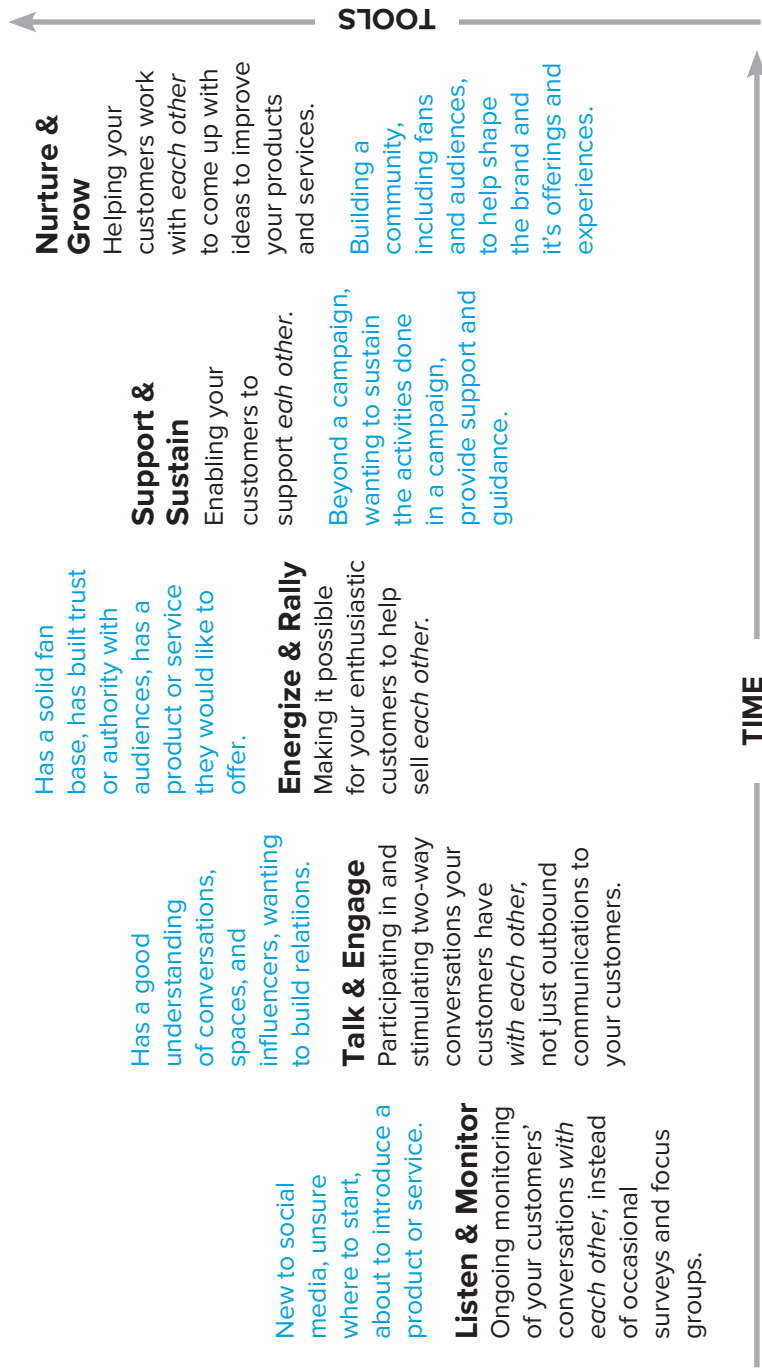 New to social
media, unsure
where to start,
about to introduce a
product or service.
Listen & Monitor
Ongoing monitoring
of your customers’
conversations with
each other, instead
of occasional
surveys and focus
groups.
Has a good
understanding
of conversations,
spaces, and
influencers, wanting
to build relations.
Talk & Engage
Participating in and
stimulating two-way
conversations your
customers have
with each other,
not just outbound
communications to
your customers.
Has a solid fan
base, has built trust
or authority with
audiences, has a
product or service
they would like to
offer.
Energize & Rally
Making it possible
for your enthusiastic
customers to help
sell each other.
Support &
Sustain
Enabling your
customers to
support eah other.
Beyond a campaign,
wanting to sustain
the activities done
in a campaign,
provide support and
guidance.
Nurture &
Grow
Helping your
customers work
with each other
to come up with
ideas to improve
your products
and services.
Building a
community,
including fans
and audiences,
to help shape
the brand and
it’s offerings and
experiences.
TOOLS
TIME